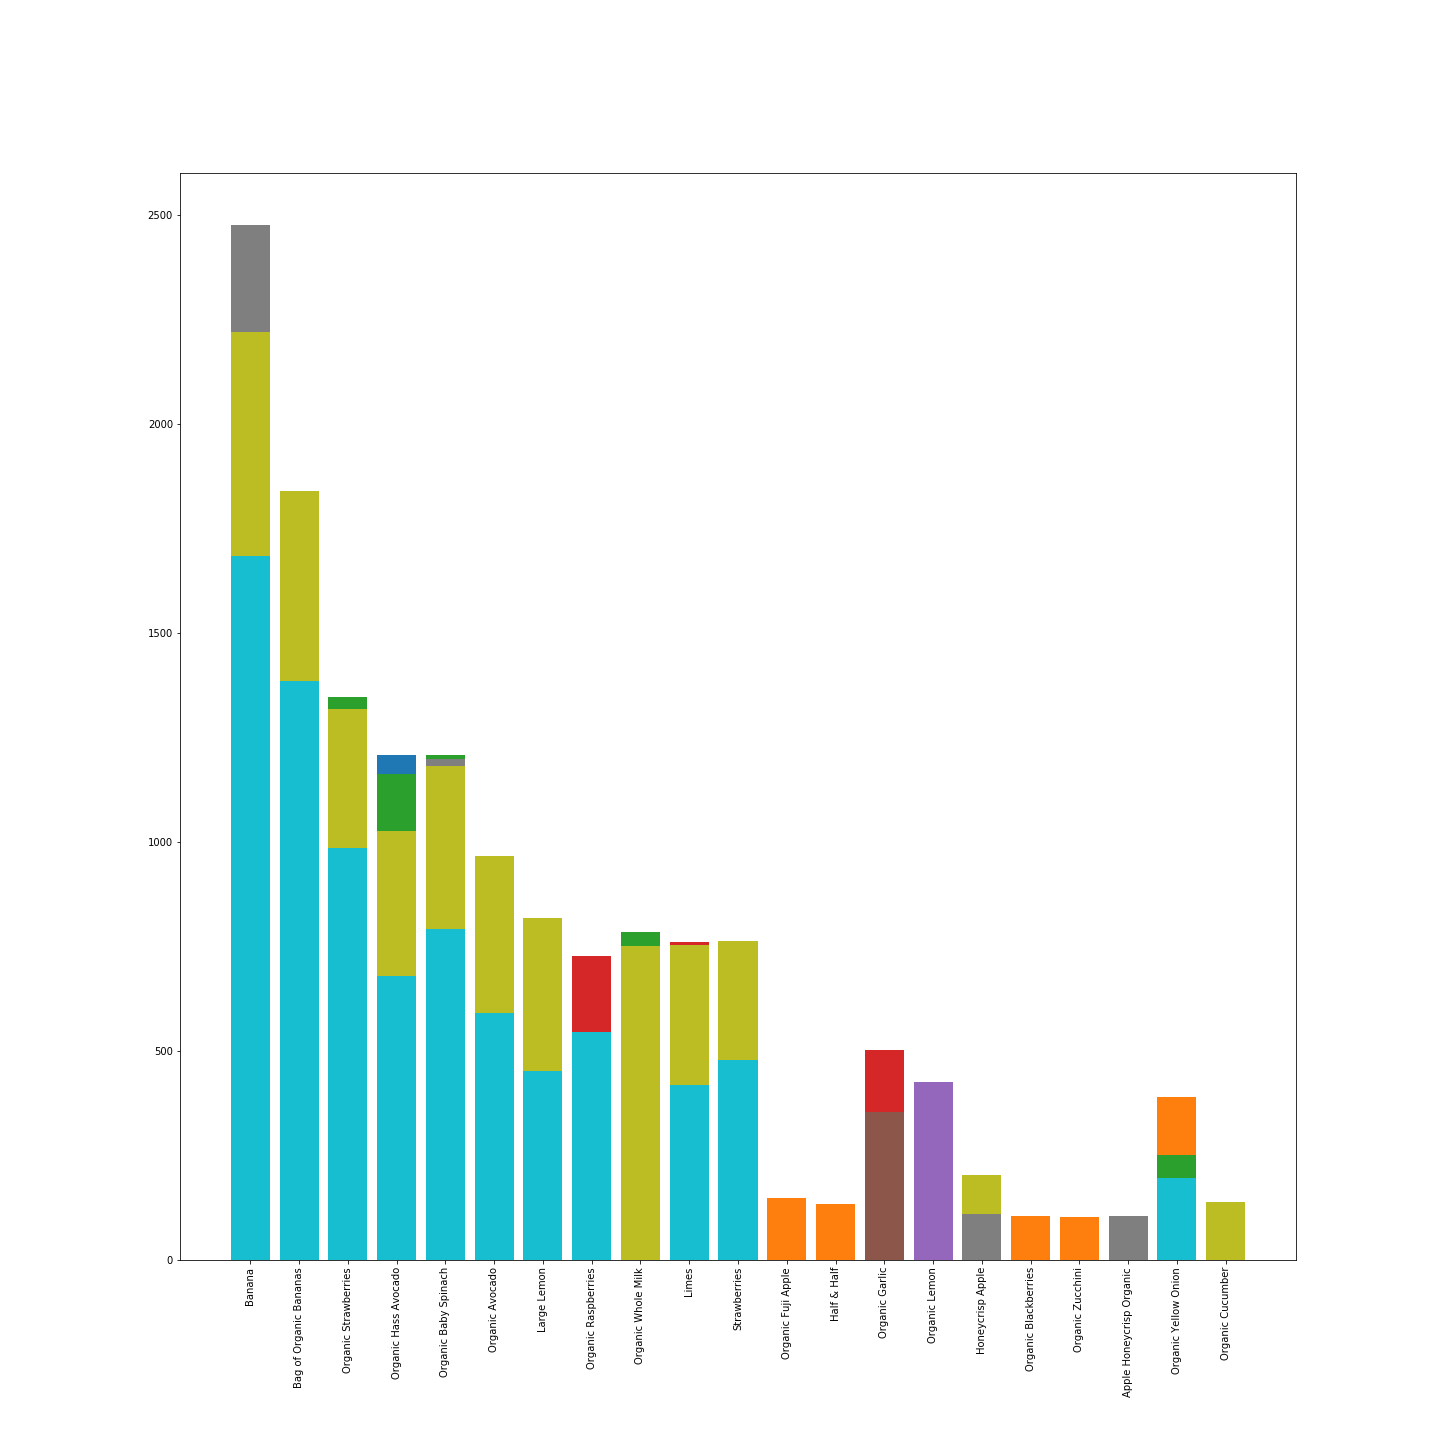 2500
2000
1500
1000
500
0
Banana
Bag of Organic Bananas
Organic Strawberries
Organic Hass Avocado
Organic Baby Spinach
Organic Avocado
Large Lemon
Organic Raspberries
Organic Whole Milk
Limes
Strawberries
Organic Fuji Apple
Half & Half
Organic Garlic
Organic Lemon
Honeycrisp Apple
Organic Blackberries
Organic Zucchini
Apple Honeycrisp Organic
Organic Yellow Onion
Organic Cucumber